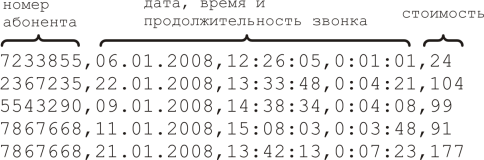 номер
абонента
дата, время и
продолжительность звонка
стоимость
7233855,06.01.2008,12:26:05,0:01:01,24
2367235,22.01.2008,13:33:48,0:04:21,104
5543290,09.01.2008,14:38:34,0:04:08,99
7867668,11.01.2008,15:08:03,0:03:48,91
7867668,21.01.2008,13:42:13,0:07:23,177